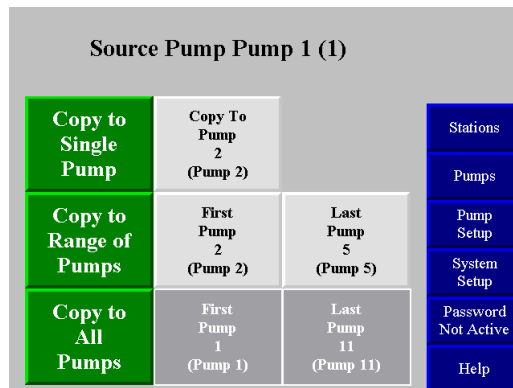 Source Pump Pump 1 (1)
Copy to
Single
Pump
Copy To
Pump
2
(Pump 2)
Copy to
Range of
Pumps
First
Pump
2
(Pump 2)
Last
Pump
5
(Pump 5)
Copy to
All
Pumps
First
Pump
1
(Pump 1)
Last
Pump
11
(Pump 11)
Stations
Pumps
Pump
Setup
System
Setup
Password
Not Active
Help